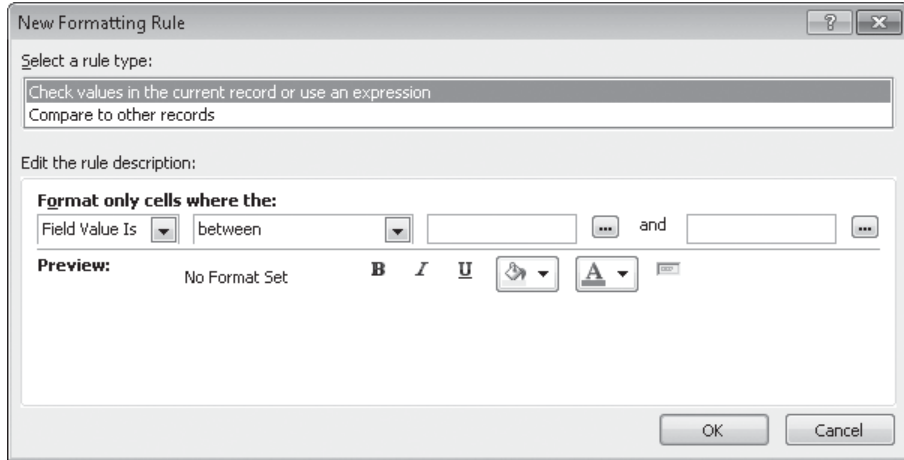 New Formatting Rule
Select a rule type:
Check values in the current record or use an expression
Compare to other records
Edit the rule description:
Format only cells where the:
Field Value Is between ... and ...
Preview: No Format Set B I U A
OK Cancel